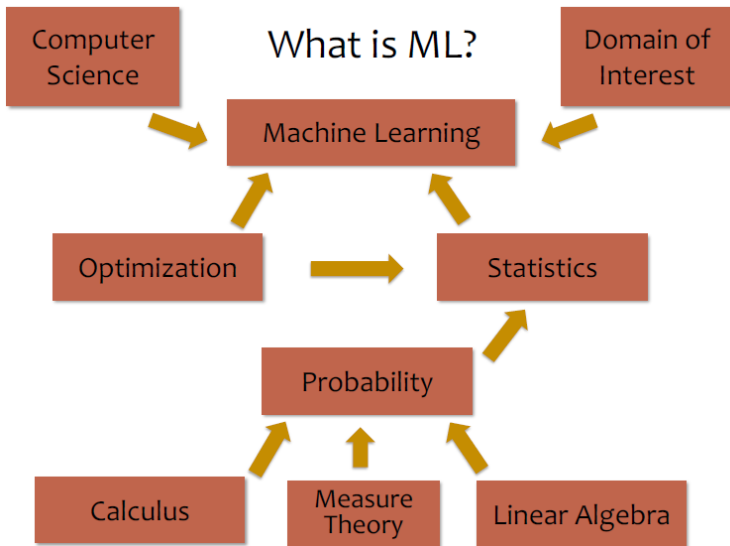 Computer
Science
What is ML?
Domain of
Interest
Machine Learning
Optimization
Statistics
Probability
Calculus
Measure
Theory
Linear Algebra